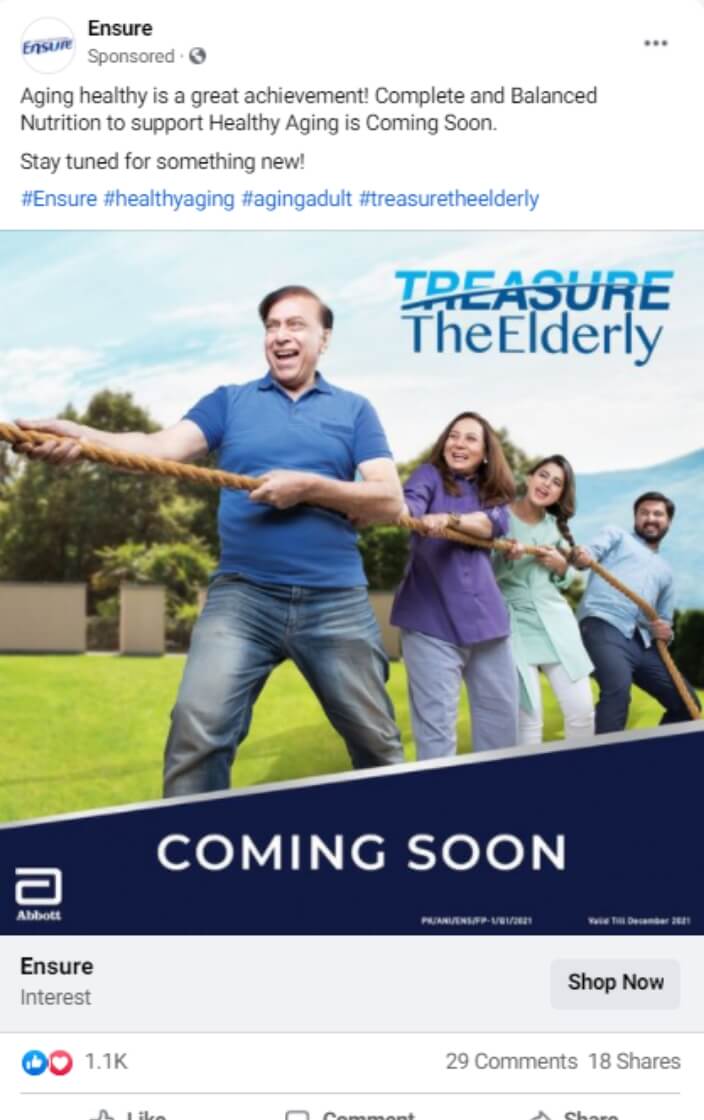 Ensure
Ensure
Sponsored ·
Aging healthy is a great achievement! Complete and Balanced
Nutrition to support Healthy Aging is Coming Soon.
Stay tuned for something new!
#Ensure #healthyaging #agingadult #treasuretheelderly
TREASURE
TheElderly
COMING SOON
Abbott
PK/ANI/ENS/FP-1/61/2021 Valid Till December 2021
Ensure
Interest
Shop Now
1.1K
29 Comments 18 Shares
Like Comment Share